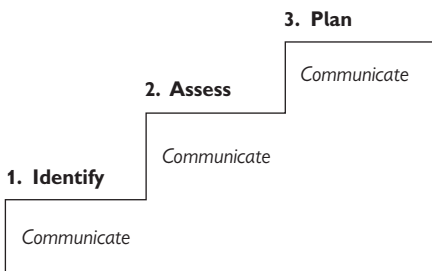 3. Plan
Communicate
2. Assess
Communicate
1. Identify
Communicate